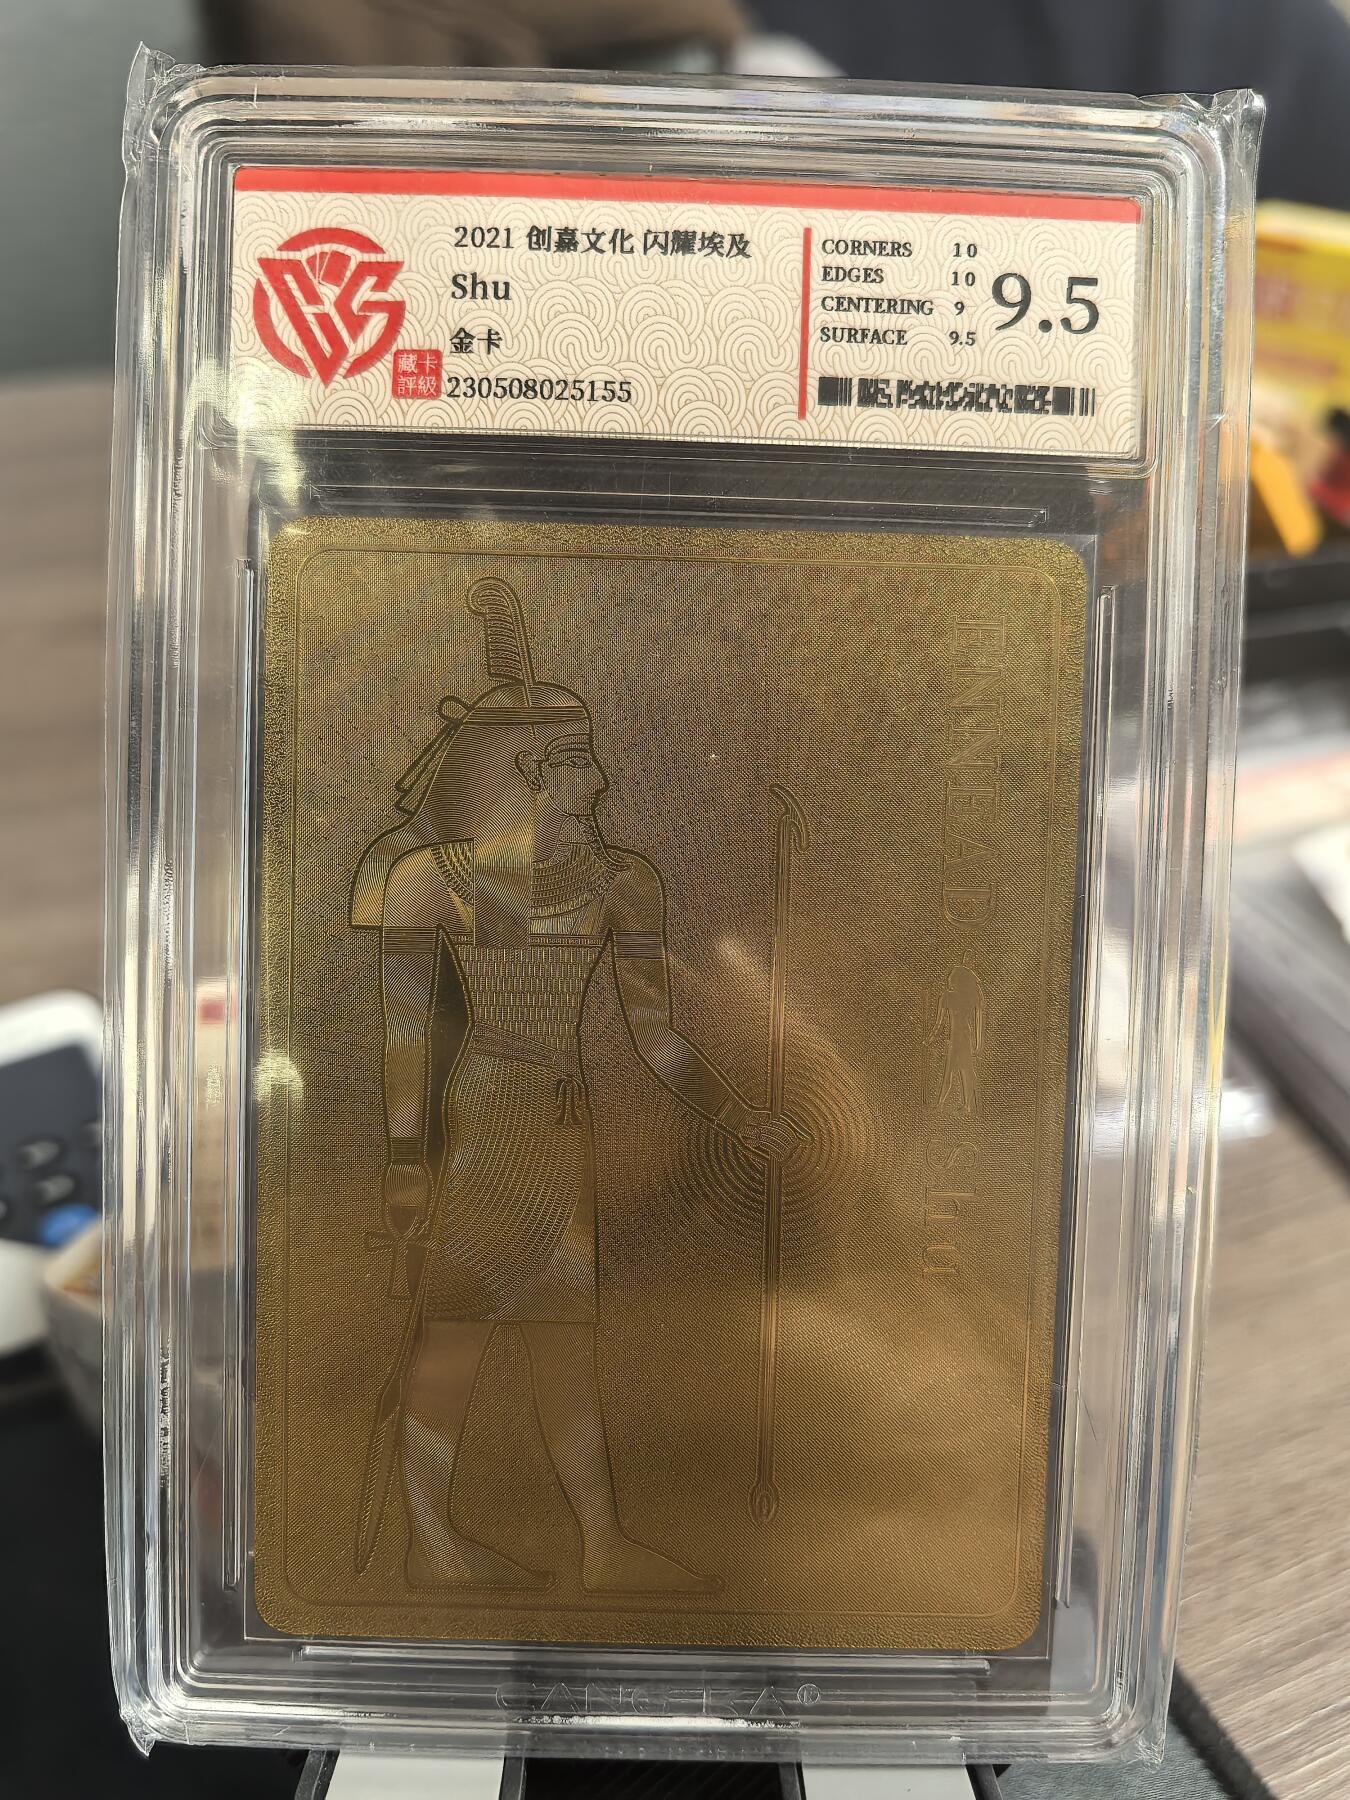 2021 创嘉文化 闪耀埃及
Shu
金卡
藏卡
評級
230508025155
CORNERS 10
EDGES 10
CENTERING 9
SURFACE 9.5
9.5
ENNEAD Shu
CANGKA®